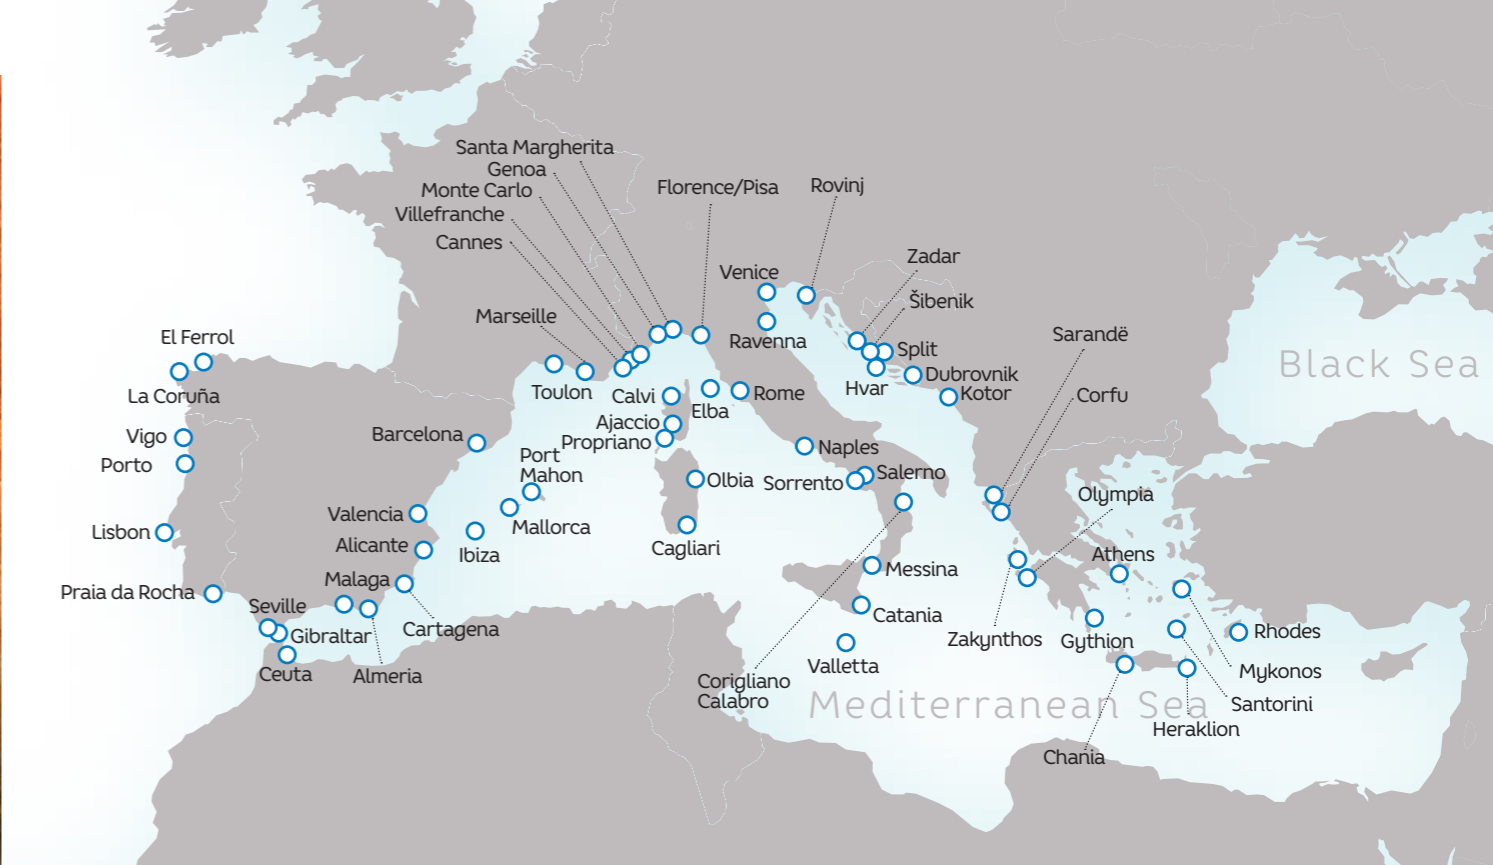 Santa Margherita
Genoa
Monte Carlo
Villefranche
Cannes
Florence/Pisa
Rovinj
Venice
Zadar
Šibenik
Marseille
Ravenna
Split
Sarandë
El Ferrol
La Coruña
Toulon
Calvi
Elba
Rome
Hvar
Dubrovnik
Kotor
Corfu
Black Sea
Vigo
Porto
Barcelona
Ajaccio
Propriano
Port
Mahon
Naples
Olbia
Sorrento
Salerno
Olympia
Lisbon
Valencia
Alicante
Mallorca
Ibiza
Cagliari
Athens
Messina
Praia da Rocha
Malaga
Seville
Gibraltar
Cartagena
Catania
Zakynthos
Gythion
Rhodes
Ceuta
Almeria
Valletta
Corigliano
Calabro
Mykonos
Santorini
Mediterranean Sea
Heraklion
Chania